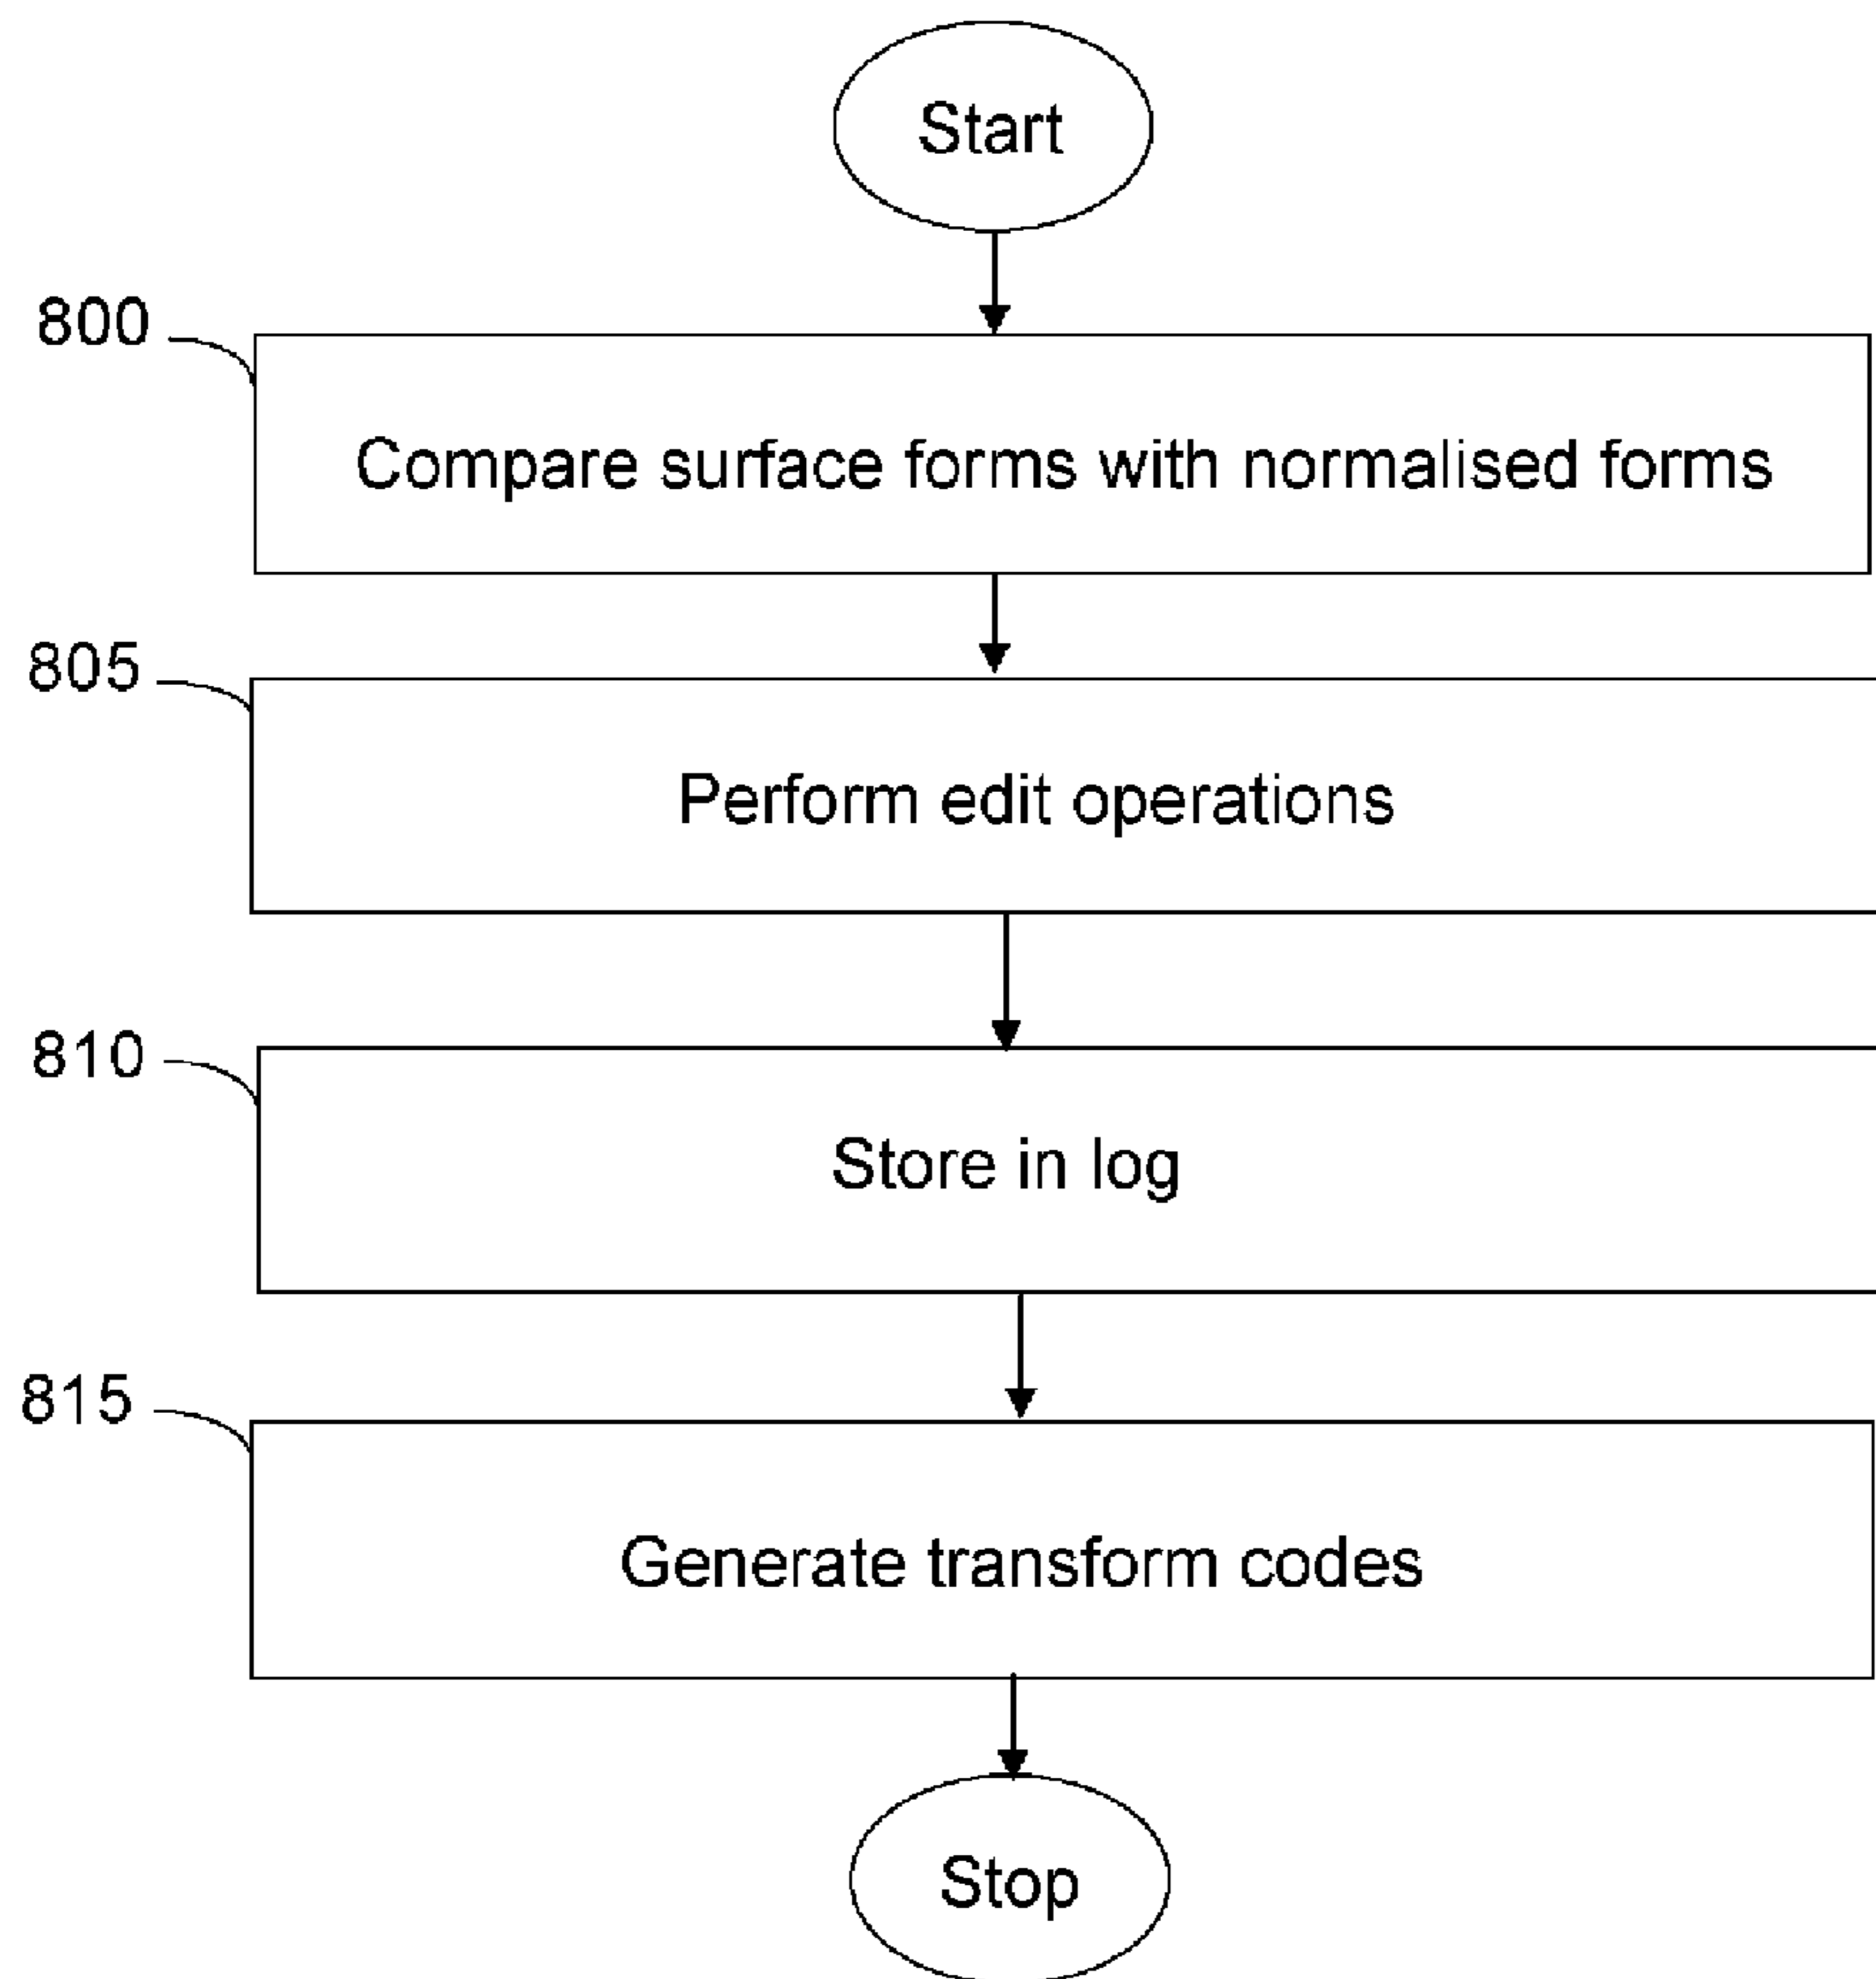 Start
800
Compare surface forms with normalised forms
805
Perform edit operations
810
Store in log
815
Generate transform codes
Stop